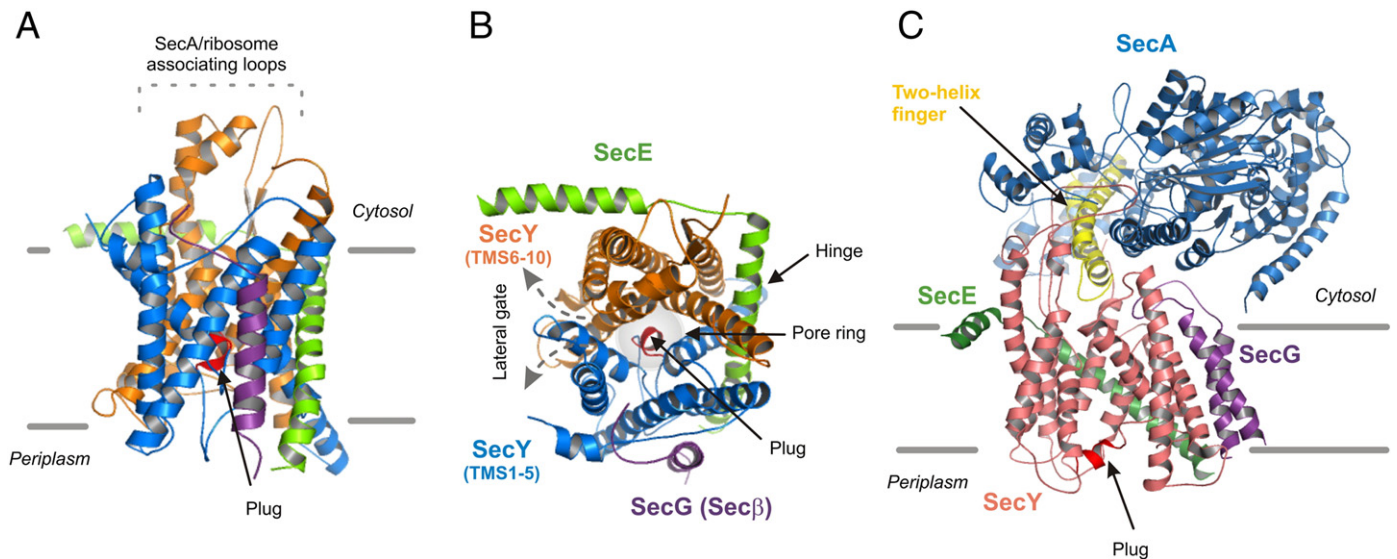 A
SecA/ribosome
associating loops
Cytosol
Periplasm
Plug
B
SecE
SecY
(TMS6-10)
Hinge
Lateral gate
Pore ring
SecY
(TMS1-5)
Plug
SecG (Secβ)
C
SecA
Two-helix
finger
SecE
Cytosol
SecG
Periplasm
SecY
Plug